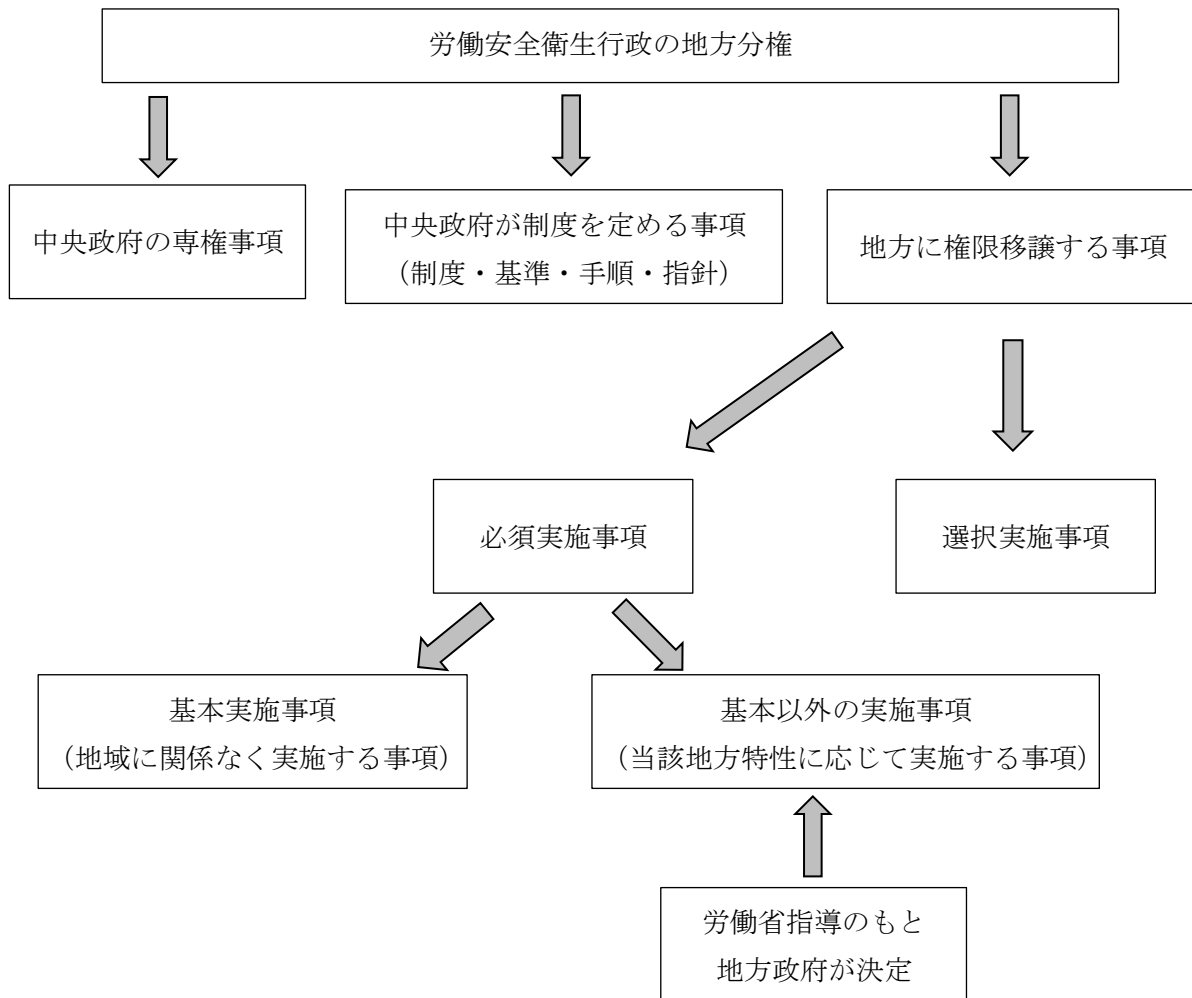 労働安全衛生行政の地方分権
中央政府の専権事項
中央政府が制度を定める事項
（制度・基準・手順・指針）
地方に権限移譲する事項
必須実施事項
選択実施事項
基本実施事項
（地域に関係なく実施する事項）
基本以外の実施事項
（当該地方特性に応じて実施する事項）
労働省指導のもと
地方政府が決定